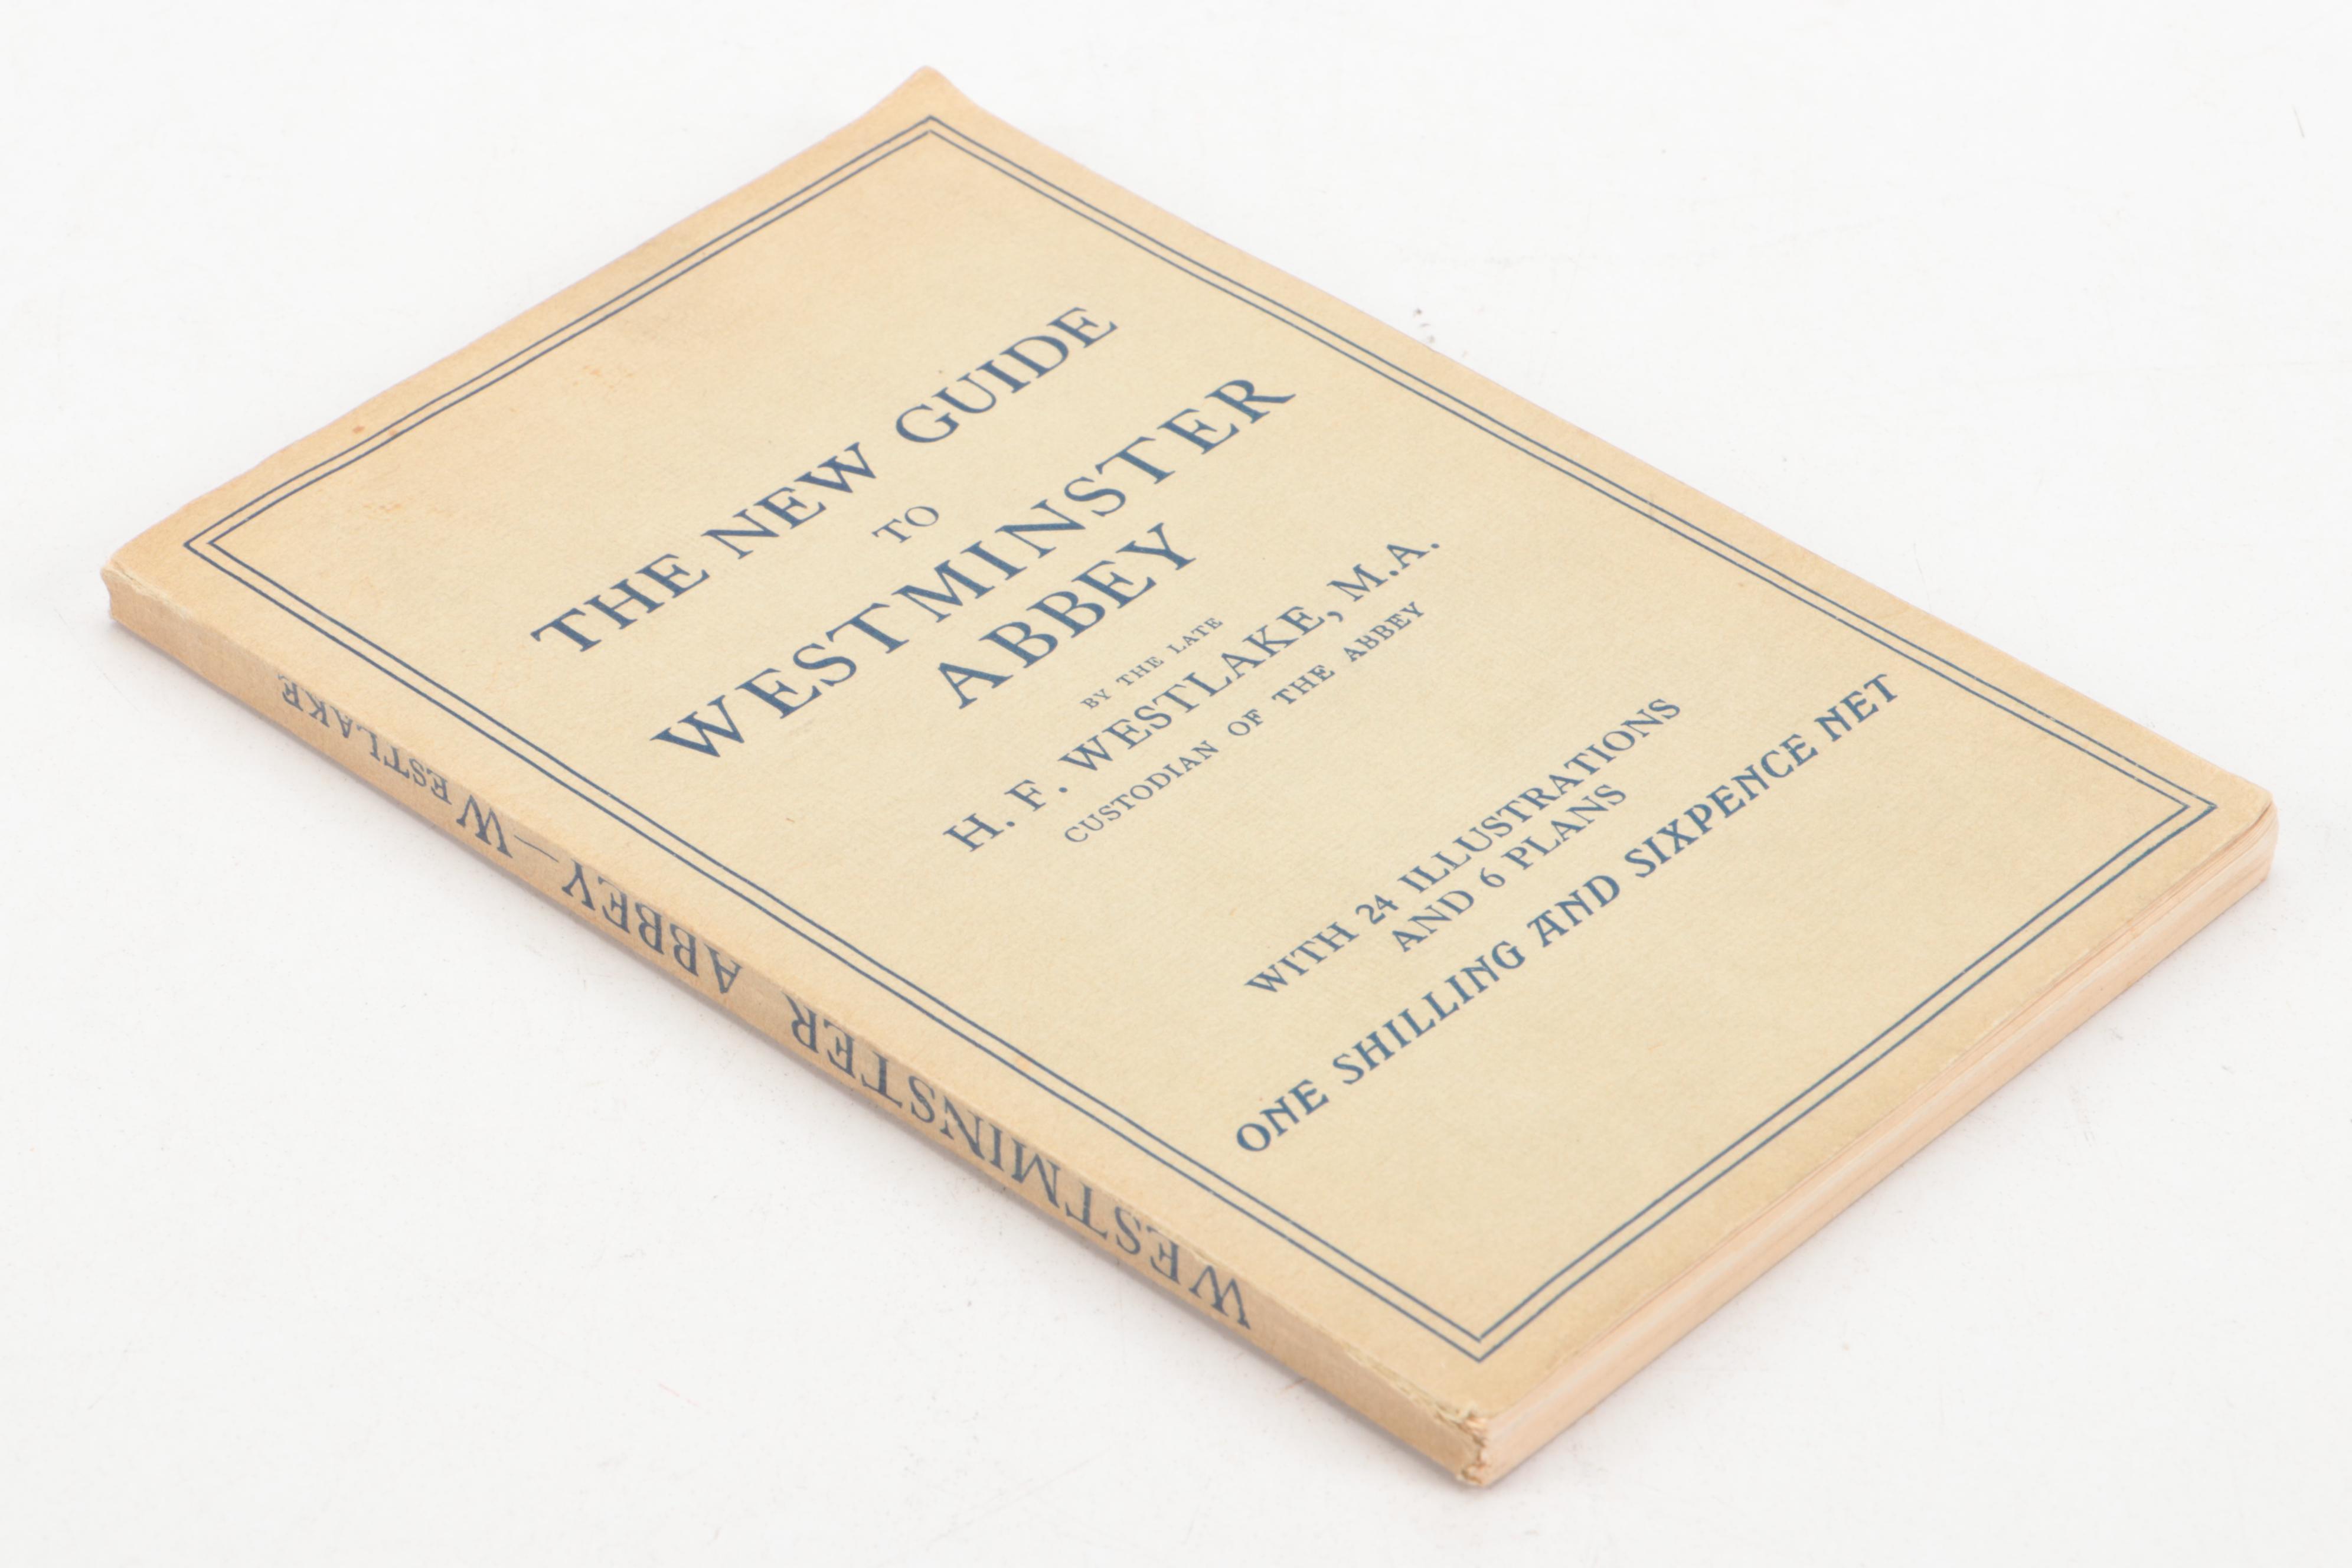 THE NEW GUIDE
TO
WESTMINSTER
ABBEY
BY THE LATE
H. F. WESTLAKE, M.A.
CUSTODIAN OF THE ABBEY
WITH 24 ILLUSTRATIONS
AND 6 PLANS
ONE SHILLING AND SIXPENCE NET
WESTMINSTER ABBEY—WESTLAKE